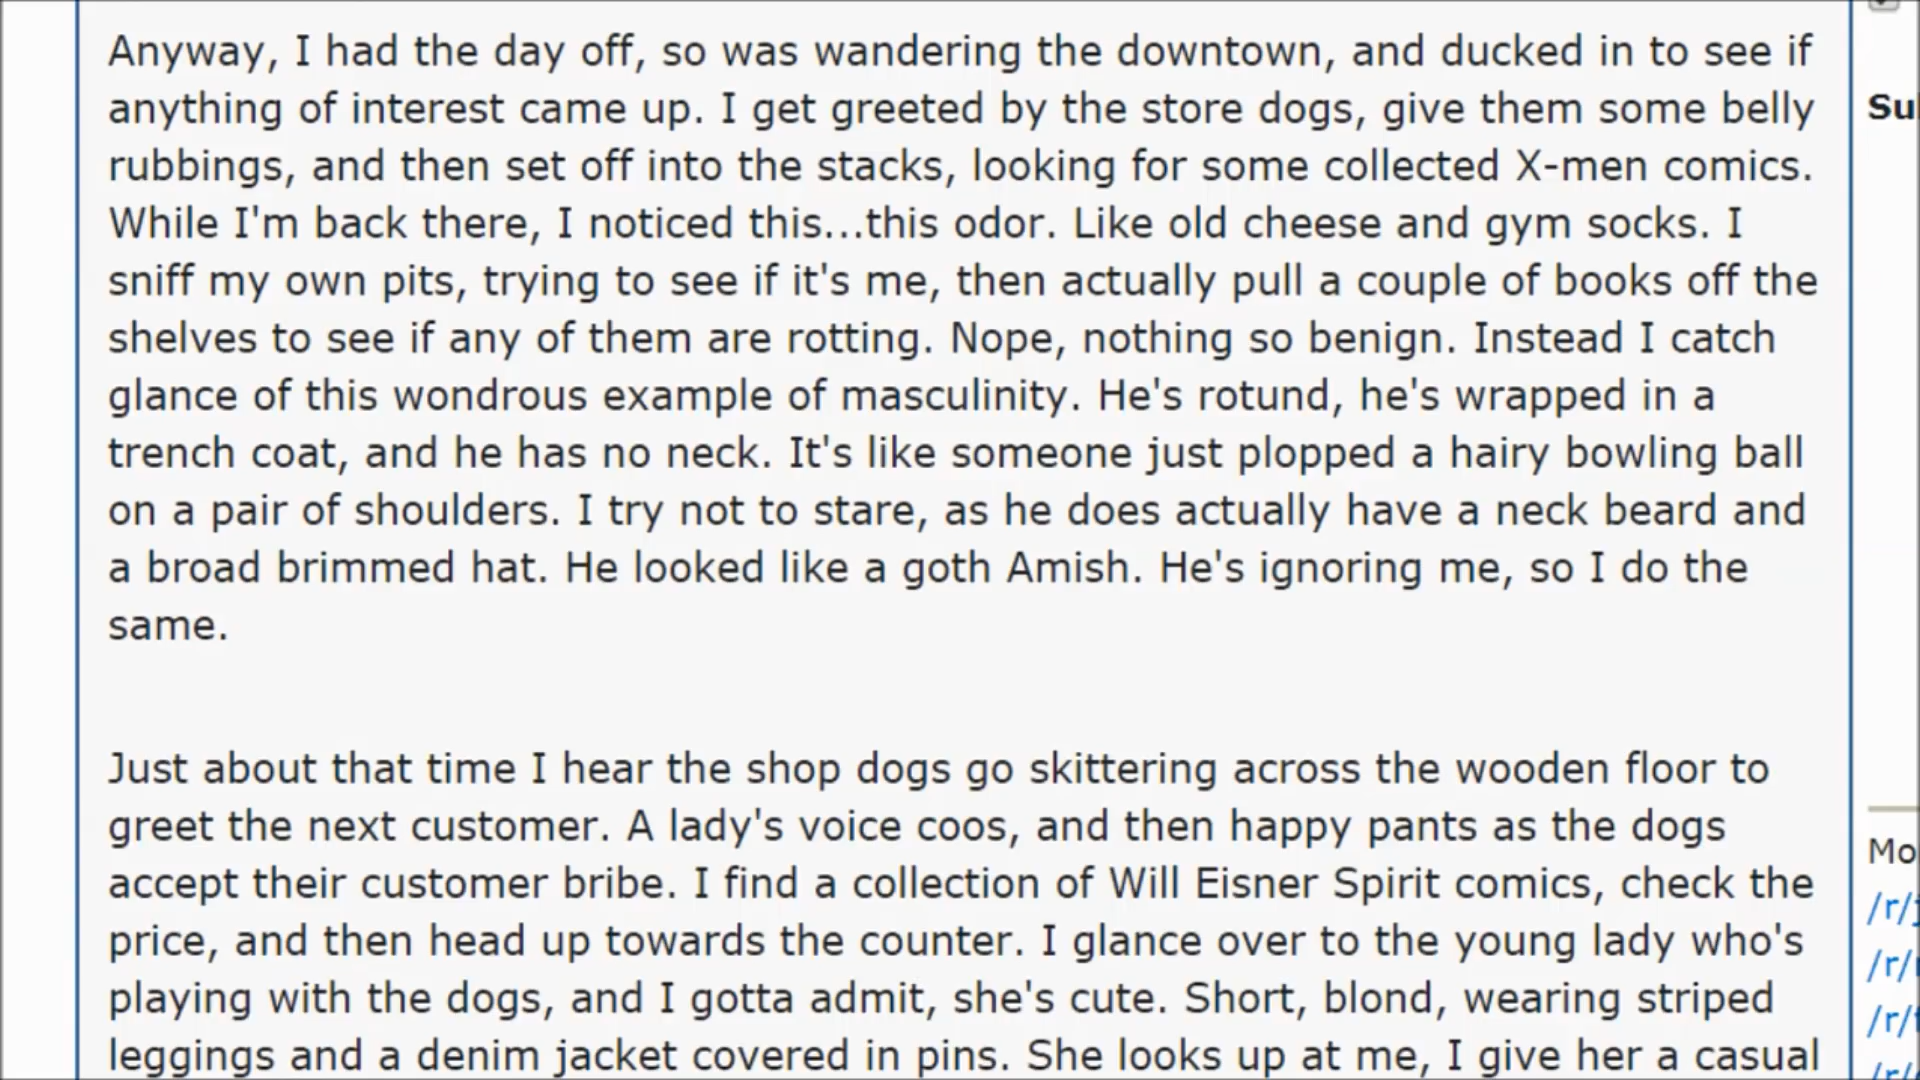 Anyway, I had the day off, so was wandering the downtown, and ducked in to see if
anything of interest came up. I get greeted by the store dogs, give them some belly
rubbings, and then set off into the stacks, looking for some collected X-men comics.
While I'm back there, I noticed this...this odor. Like old cheese and gym socks. I
sniff my own pits, trying to see if it's me, then actually pull a couple of books off the
shelves to see if any of them are rotting. Nope, nothing so benign. Instead I catch
glance of this wondrous example of masculinity. He's rotund, he's wrapped in a
trench coat, and he has no neck. It's like someone just plopped a hairy bowling ball
on a pair of shoulders. I try not to stare, as he does actually have a neck beard and
a broad brimmed hat. He looked like a goth Amish. He's ignoring me, so I do the
same.
Just about that time I hear the shop dogs go skittering across the wooden floor to
greet the next customer. A lady's voice coos, and then happy pants as the dogs
accept their customer bribe. I find a collection of Will Eisner Spirit comics, check the
price, and then head up towards the counter. I glance over to the young lady who's
playing with the dogs, and I gotta admit, she's cute. Short, blond, wearing striped
leggings and a denim jacket covered in pins. She looks up at me, I give her a casual
Su
Mo
/r/
/r/
/r/